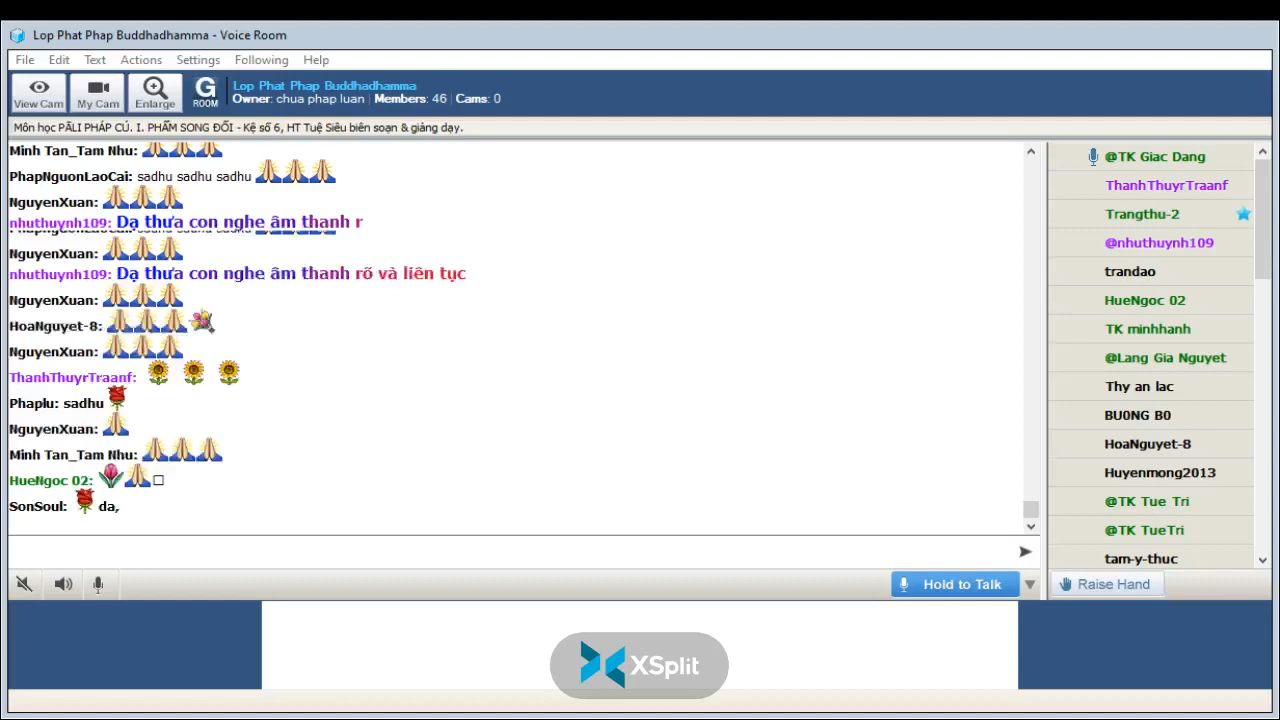 Lop Phat Phap Buddhadhamma - Voice Room
File Edit Text Actions Settings Following Help
View Cam My Cam Enlarge G ROOM
Lop Phat Phap Buddhadhamma
Owner: chua phap luan | Members: 46 | Cams: 0
Môn học PĀLI PHÁP CÚ. I. PHẨM SONG ĐỐI - Kệ số 6, HT Tuệ Siêu biên soạn & giảng dạy.
Minh Tan_Tam Nhu:
PhapNguonLaoCai: sadhu sadhu sadhu
NguyenXuan:
nhuthuynh109: Dạ thưa con nghe âm thanh r
NguyenXuan:
nhuthuynh109: Dạ thưa con nghe âm thanh rõ và liên tục
NguyenXuan:
HoaNguyet-8:
NguyenXuan:
ThanhThuyrTraanf:
Phaplu: sadhu
NguyenXuan:
Minh Tan_Tam Nhu:
HueNgoc 02:
SonSoul: da,
@TK Giac Dang
ThanhThuyrTraanf
Trangthu-2
@nhuthuynh109
trandao
HueNgoc 02
TK minhhanh
@Lang Gia Nguyet
Thy an lac
BU0NG B0
HoaNguyet-8
Huyenmong2013
@TK Tue Tri
@TK TueTri
tam-y-thuc
Hold to Talk
Raise Hand
XSplit